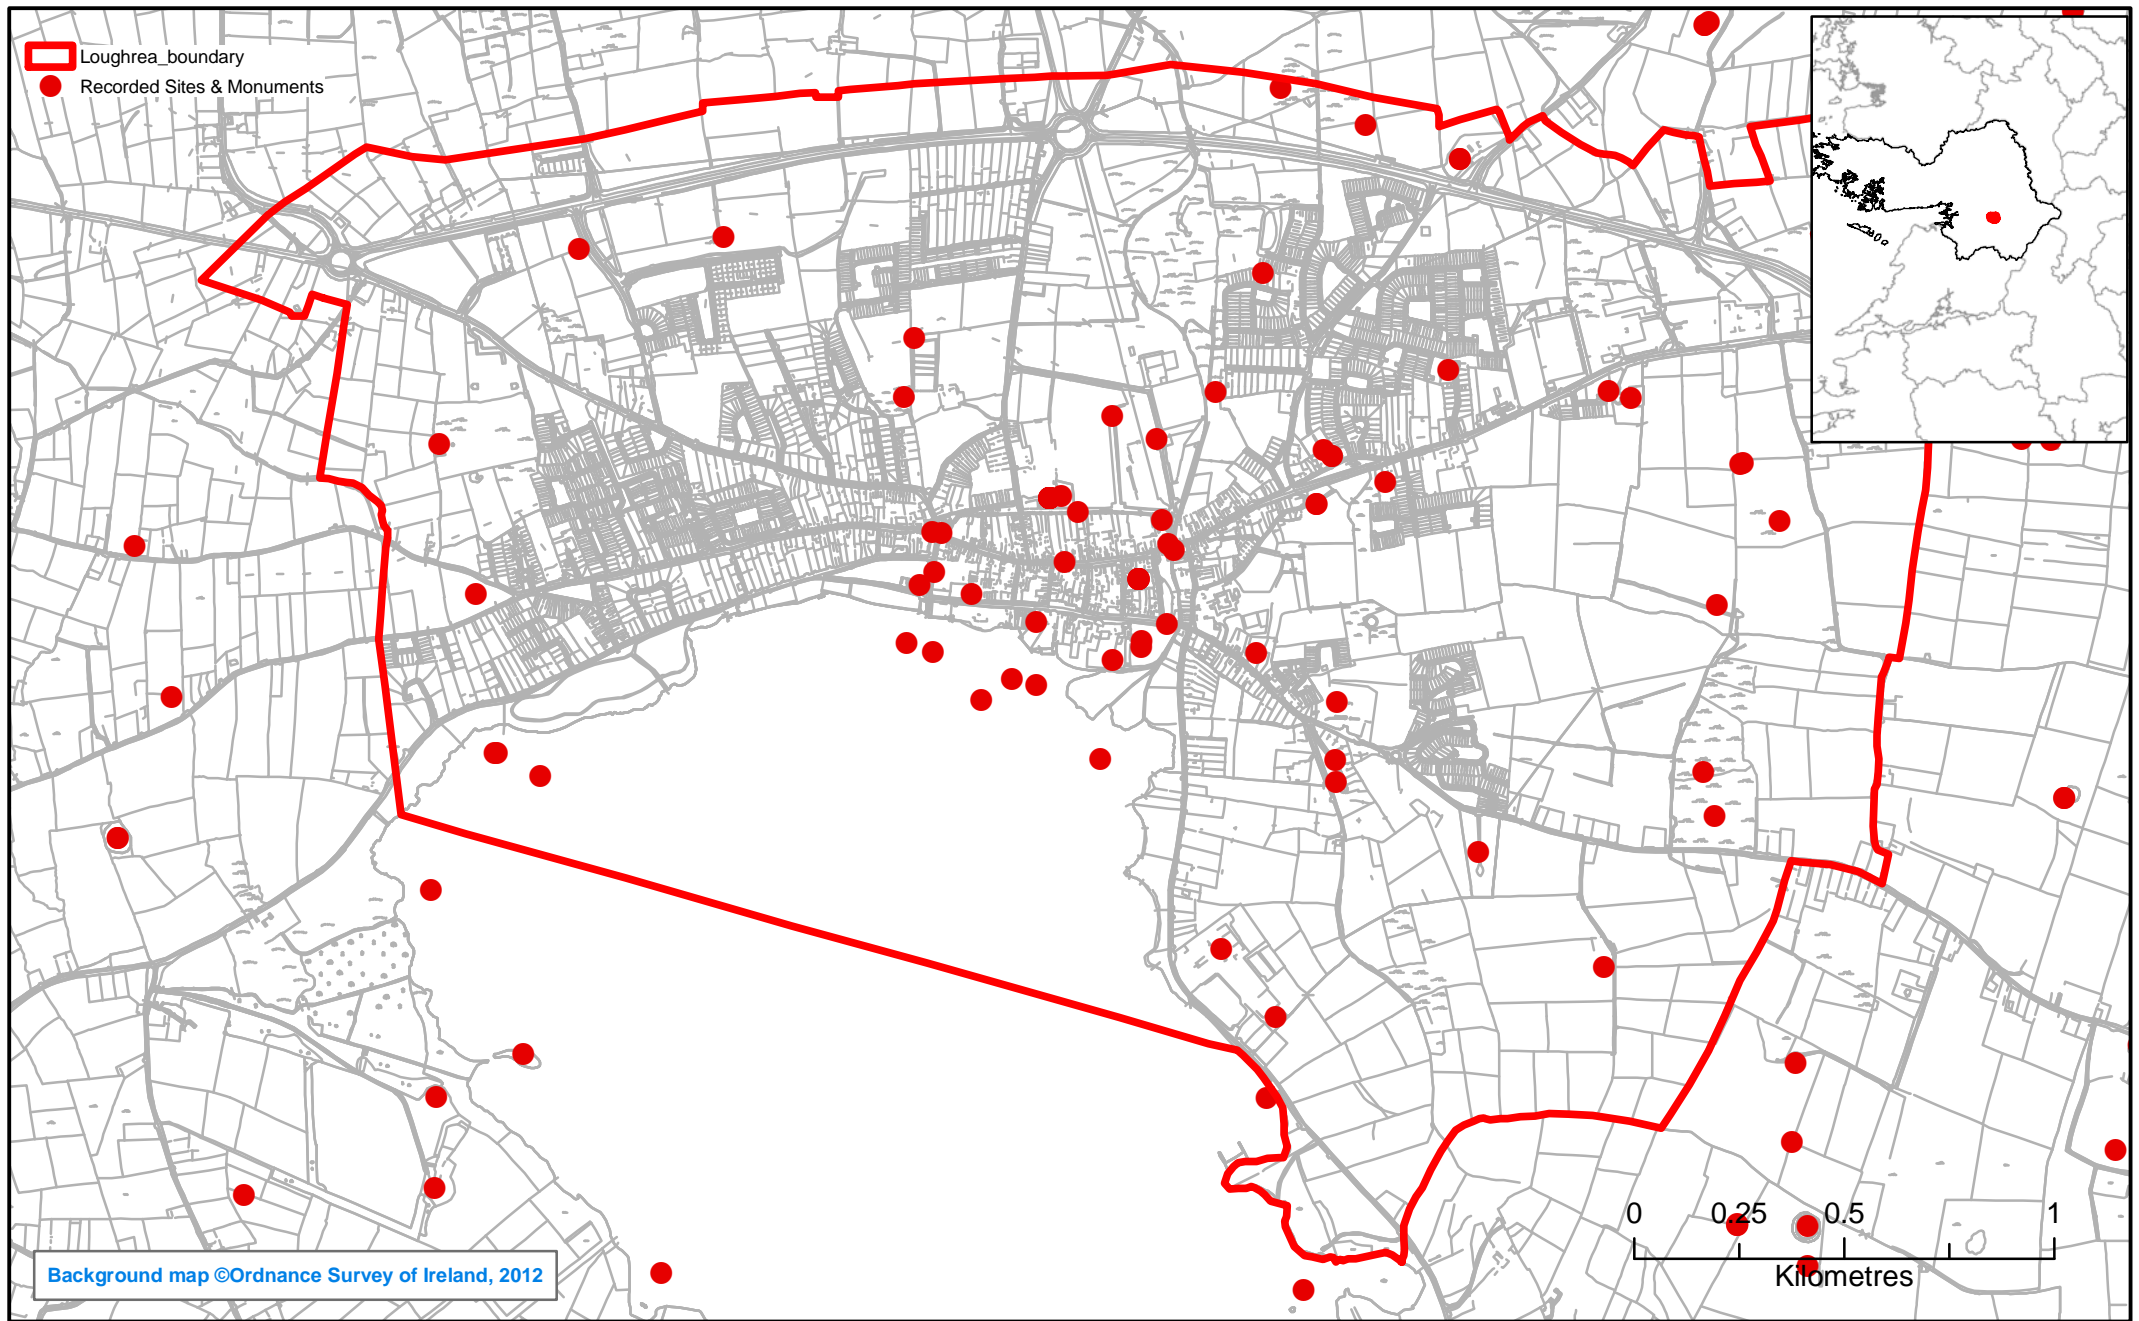 Loughrea_boundary
Recorded Sites & Monuments
0 0.25 0.5 1
Kilometres
Background map ©Ordnance Survey of Ireland, 2012